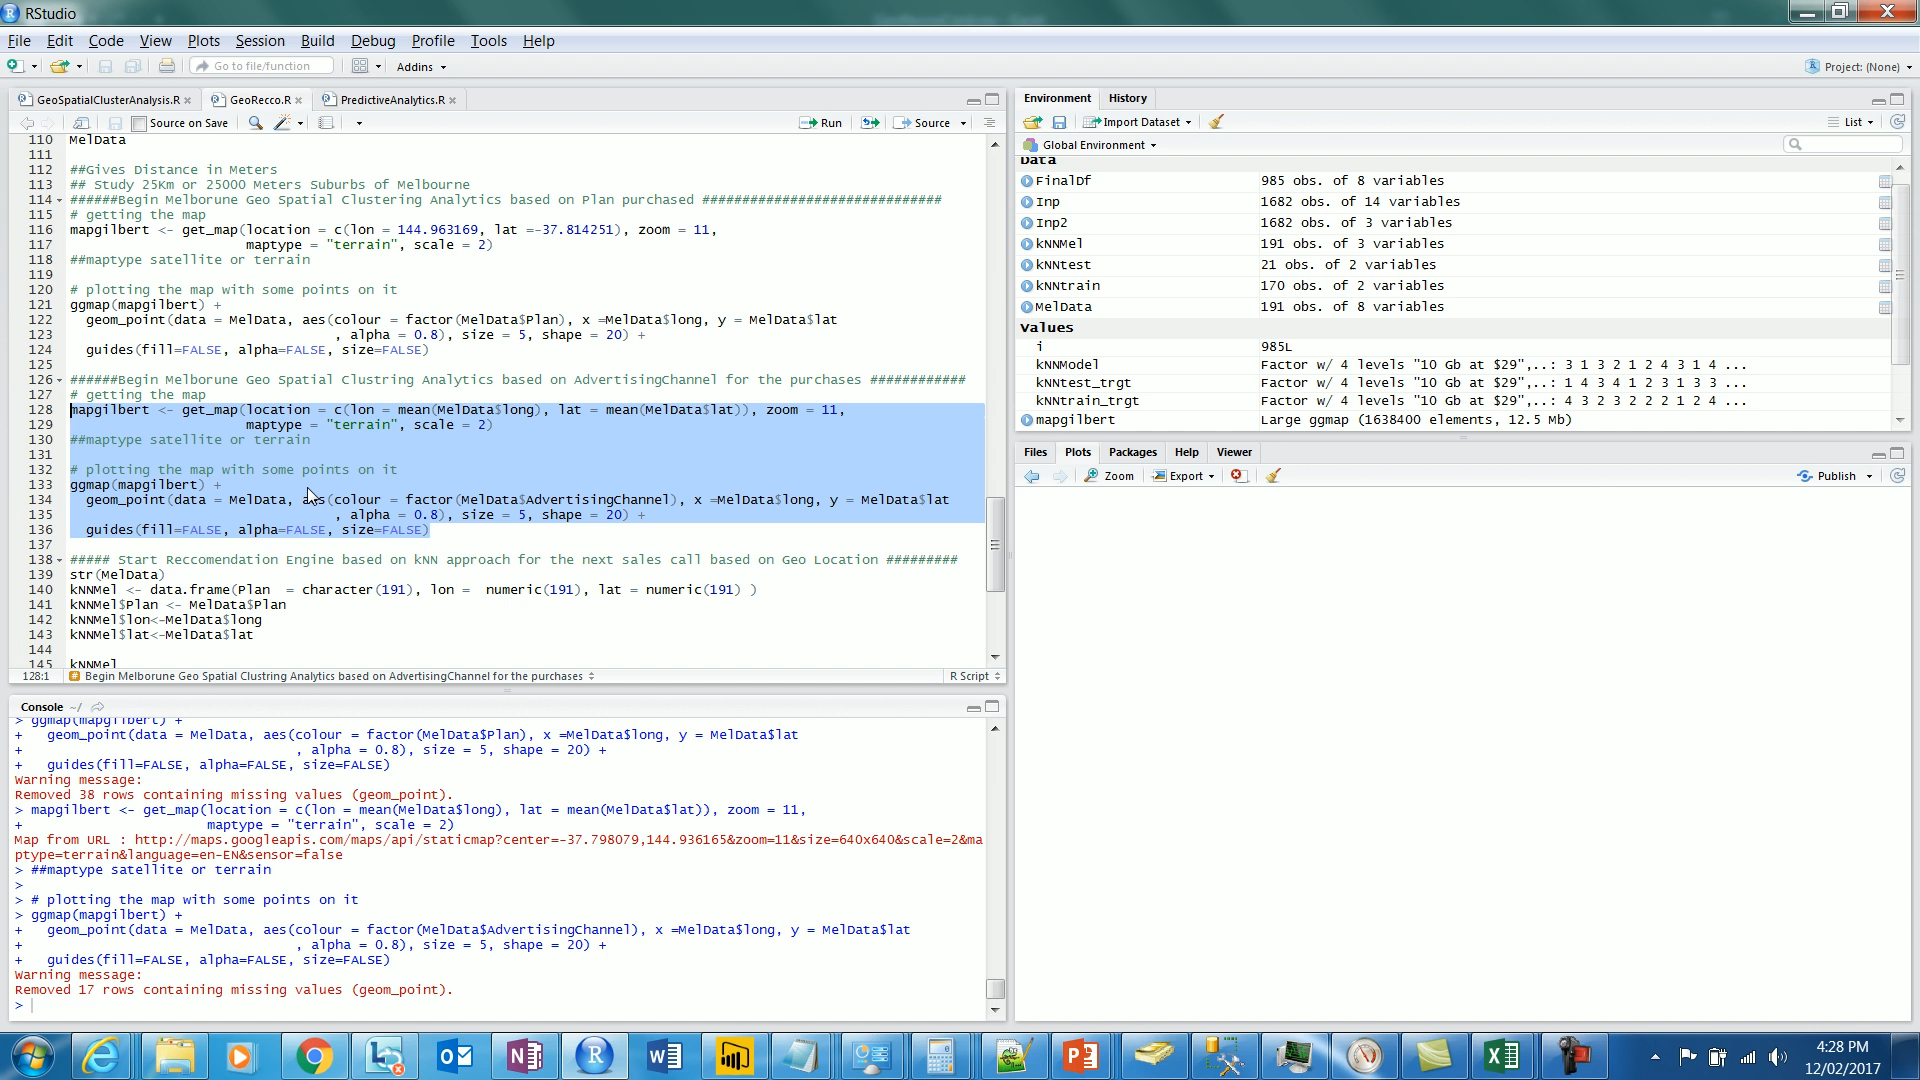 RStudio
File Edit Code View Plots Session Build Debug Profile Tools Help
Go to file/function Addins Project: (None)
GeoSpatialClusterAnalysis.R GeoRecco.R PredictiveAnalytics.R
Source on Save Run Source
110 MelData
111
112 ##Gives Distance in Meters
113 ## Study 25Km or 25000 Meters Suburbs of Melbourne
114 ######Begin Melborune Geo Spatial Clustering Analytics based on Plan purchased ##############################
115 # getting the map
116 mapgilbert <- get_map(location = c(lon = 144.963169, lat =-37.814251), zoom = 11,
117 maptype = "terrain", scale = 2)
118 ##maptype satellite or terrain
119
120 # plotting the map with some points on it
121 ggmap(mapgilbert) +
122 geom_point(data = MelData, aes(colour = factor(MelData$Plan), x =MelData$long, y = MelData$lat
123 , alpha = 0.8), size = 5, shape = 20) +
124 guides(fill=FALSE, alpha=FALSE, size=FALSE)
125
126 ######Begin Melborune Geo Spatial Clustring Analytics based on AdvertisingChannel for the purchases ############
127 # getting the map
128 mapgilbert <- get_map(location = c(lon = mean(MelData$long), lat = mean(MelData$lat)), zoom = 11,
129 maptype = "terrain", scale = 2)
130 ##maptype satellite or terrain
131
132 # plotting the map with some points on it
133 ggmap(mapgilbert) +
134 geom_point(data = MelData, aes(colour = factor(MelData$AdvertisingChannel), x =MelData$long, y = MelData$lat
135 , alpha = 0.8), size = 5, shape = 20) +
136 guides(fill=FALSE, alpha=FALSE, size=FALSE)
137
138 ##### Start Reccomendation Engine based on kNN approach for the next sales call based on Geo Location #########
139 str(MelData)
140 kNNMel <- data.frame(Plan = character(191), lon = numeric(191), lat = numeric(191) )
141 kNNMel$Plan <- MelData$Plan
142 kNNMel$lon<-MelData$long
143 kNNMel$lat<-MelData$lat
144
145 kNNMel
128:1 Begin Melborune Geo Spatial Clustring Analytics based on AdvertisingChannel for the purchases R Script
Console ~/
> ggmap(mapgilbert) +
+ geom_point(data = MelData, aes(colour = factor(MelData$Plan), x =MelData$long, y = MelData$lat
+ , alpha = 0.8), size = 5, shape = 20) +
+ guides(fill=FALSE, alpha=FALSE, size=FALSE)
Warning message:
Removed 38 rows containing missing values (geom_point).
> mapgilbert <- get_map(location = c(lon = mean(MelData$long), lat = mean(MelData$lat)), zoom = 11,
+ maptype = "terrain", scale = 2)
Map from URL : http://maps.googleapis.com/maps/api/staticmap?center=-37.798079,144.936165&zoom=11&size=640x640&scale=2&ma
ptype=terrain&language=en-EN&sensor=false
> ##maptype satellite or terrain
>
> # plotting the map with some points on it
> ggmap(mapgilbert) +
+ geom_point(data = MelData, aes(colour = factor(MelData$AdvertisingChannel), x =MelData$long, y = MelData$lat
+ , alpha = 0.8), size = 5, shape = 20) +
+ guides(fill=FALSE, alpha=FALSE, size=FALSE)
Warning message:
Removed 17 rows containing missing values (geom_point).
>
Environment History
Import Dataset List
Global Environment
Data
FinalDf 985 obs. of 8 variables
Inp 1682 obs. of 14 variables
Inp2 1682 obs. of 3 variables
kNNMel 191 obs. of 3 variables
kNNtest 21 obs. of 2 variables
kNNtrain 170 obs. of 2 variables
MelData 191 obs. of 8 variables
Values
i 985L
kNNModel Factor w/ 4 levels "10 Gb at $29",..: 3 1 3 2 1 2 4 3 1 4 ...
kNNtest_trgt Factor w/ 4 levels "10 Gb at $29",..: 1 4 3 4 1 2 3 1 3 3 ...
kNNtrain_trgt Factor w/ 4 levels "10 Gb at $29",..: 4 3 2 3 2 2 2 1 2 4 ...
mapgilbert Large ggmap (1638400 elements, 12.5 Mb)
Files Plots Packages Help Viewer
Zoom Export Publish
4:28 PM
12/02/2017